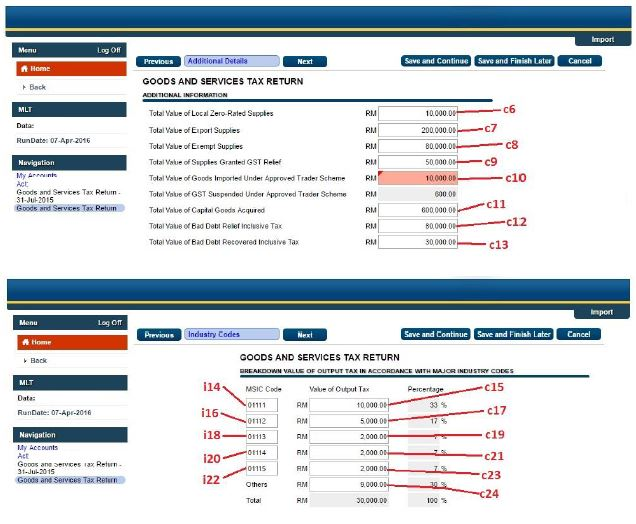 Import
Menu Log Off
Home
Back
MLT
Data:
RunDate: 07-Apr-2016
Navigation
My Accounts
Act
Goods and Services Tax Return -
31-Jul-2015
Goods and Services Tax Return
Previous Additional Details Next Save and Continue Save and Finish Later Cancel
GOODS AND SERVICES TAX RETURN
ADDITIONAL INFORMATION
Total Value of Local Zero-Rated Supplies RM 10,000.00 c6
Total Value of Export Supplies RM 200,000.00 c7
Total Value of Exempt Supplies RM 80,000.00 c8
Total Value of Supplies Granted GST Relief RM 50,000.00 c9
Total Value of Goods Imported Under Approved Trader Scheme RM 10,000.00 c10
Total Value of GST Suspended Under Approved Trader Scheme RM 600.00
Total Value of Capital Goods Acquired RM 600,000.00 c11
Total Value of Bad Debt Relief Inclusive Tax RM 80,000.00 c12
Total Value of Bad Debt Recovered Inclusive Tax RM 30,000.00 c13
Import
Menu Log Off
Home
Back
MLT
Data:
RunDate: 07-Apr-2016
Navigation
My Accounts
Act
Goods and Services Tax Return -
31-Jul-2015
Goods and Services Tax Return
Previous Industry Codes Next Save and Continue Save and Finish Later Cancel
GOODS AND SERVICES TAX RETURN
BREAKDOWN VALUE OF OUTPUT TAX IN ACCORDANCE WITH MAJOR INDUSTRY CODES
MSIC Code Value of Output Tax Percentage
i14 01111 RM 10,000.00 33 % c15
i16 01112 RM 5,000.00 17 % c17
i18 01113 RM 2,000.00 7 % c19
i20 01114 RM 2,000.00 7 % c21
i22 01115 RM 2,000.00 7 % c23
Others RM 9,000.00 30 % c24
Total RM 30,000.00 100 %